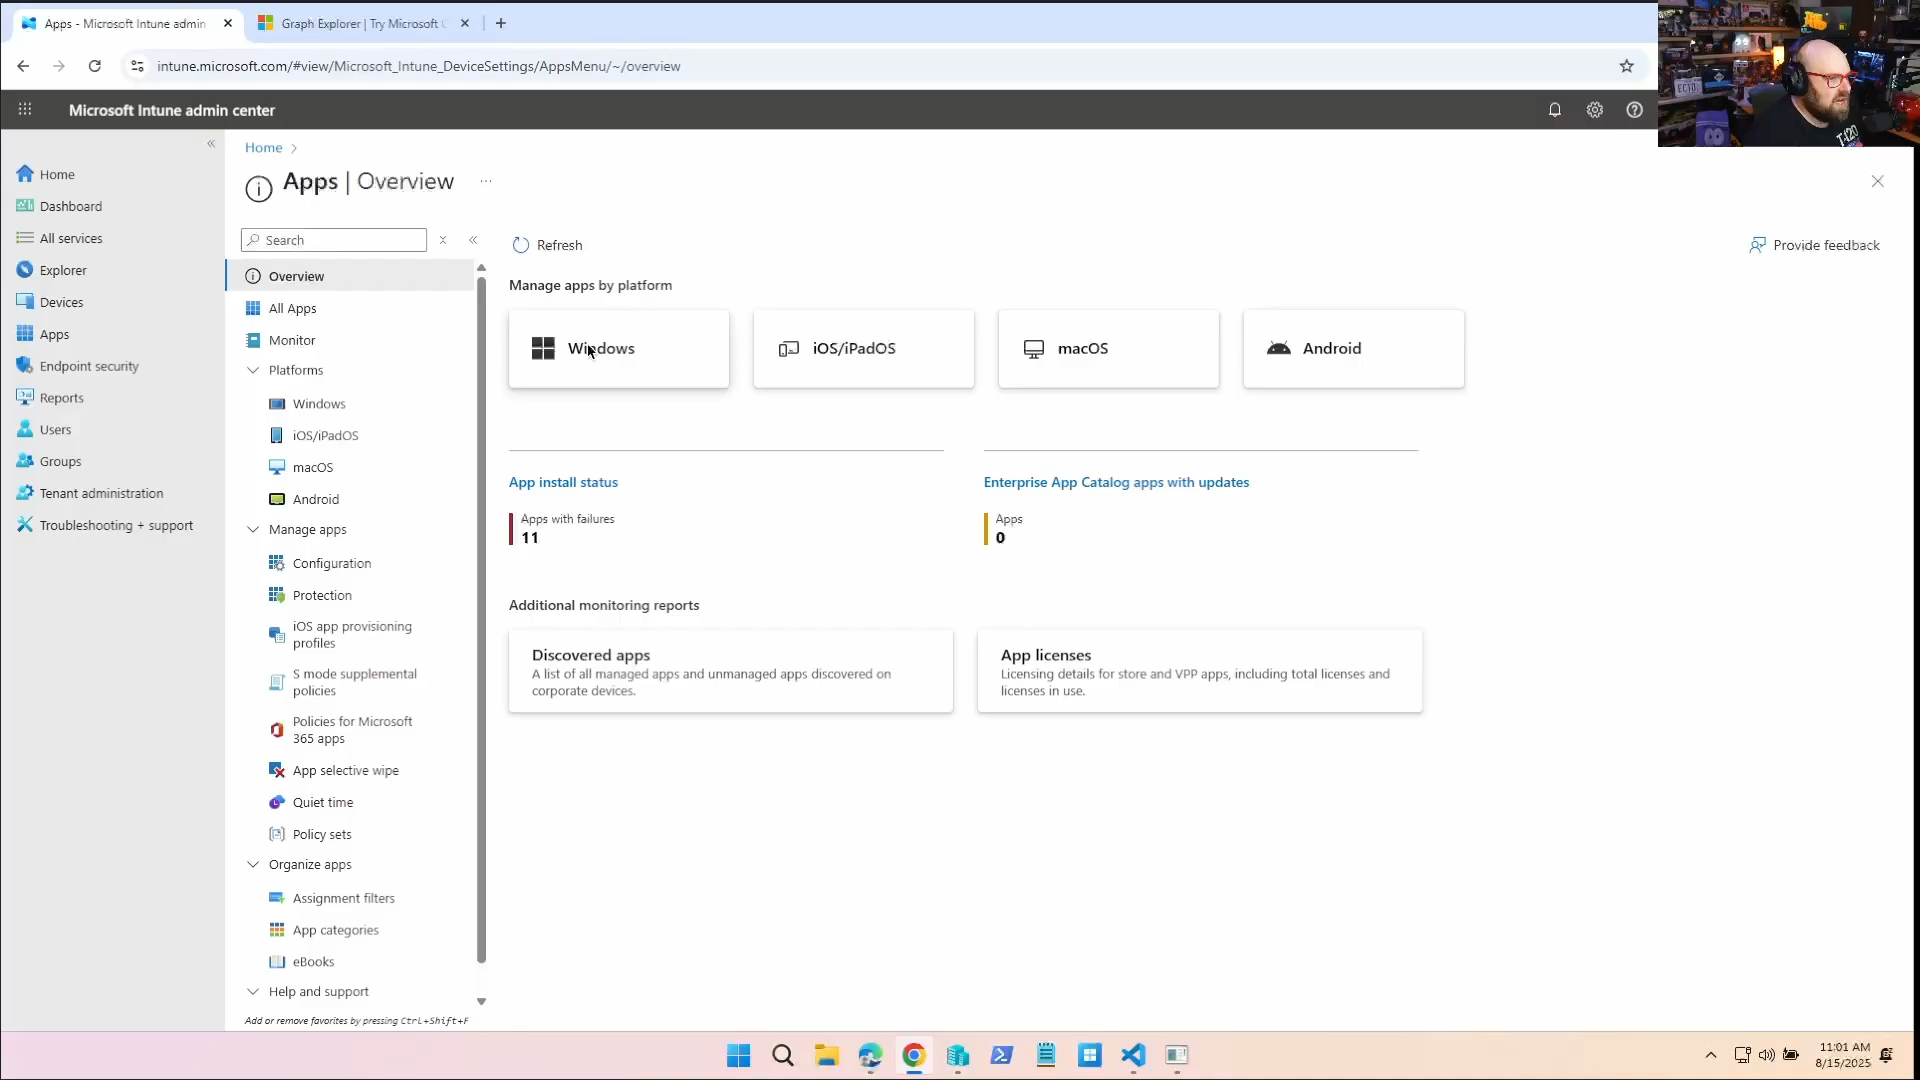 Apps - Microsoft Intune admin
Graph Explorer | Try Microsoft
intune.microsoft.com/#view/Microsoft_Intune_DeviceSettings/AppsMenu/~/overview
Microsoft Intune admin center
Home
Dashboard
All services
Explorer
Devices
Apps
Endpoint security
Reports
Users
Groups
Tenant administration
Troubleshooting + support
Home
Apps | Overview
Search
Overview
All Apps
Monitor
Platforms
Windows
iOS/iPadOS
macOS
Android
Manage apps
Configuration
Protection
iOS app provisioning
profiles
S mode supplemental
policies
Policies for Microsoft
365 apps
App selective wipe
Quiet time
Policy sets
Organize apps
Assignment filters
App categories
eBooks
Help and support
Add or remove favorites by pressing Ctrl+Shift+F
Refresh
Provide feedback
Manage apps by platform
Windows
iOS/iPadOS
macOS
Android
App install status
Apps with failures
11
Enterprise App Catalog apps with updates
Apps
0
Additional monitoring reports
Discovered apps
A list of all managed apps and unmanaged apps discovered on
corporate devices.
App licenses
Licensing details for store and VPP apps, including total licenses and
licenses in use.
ECTO
T-120
11:01 AM
8/15/2025